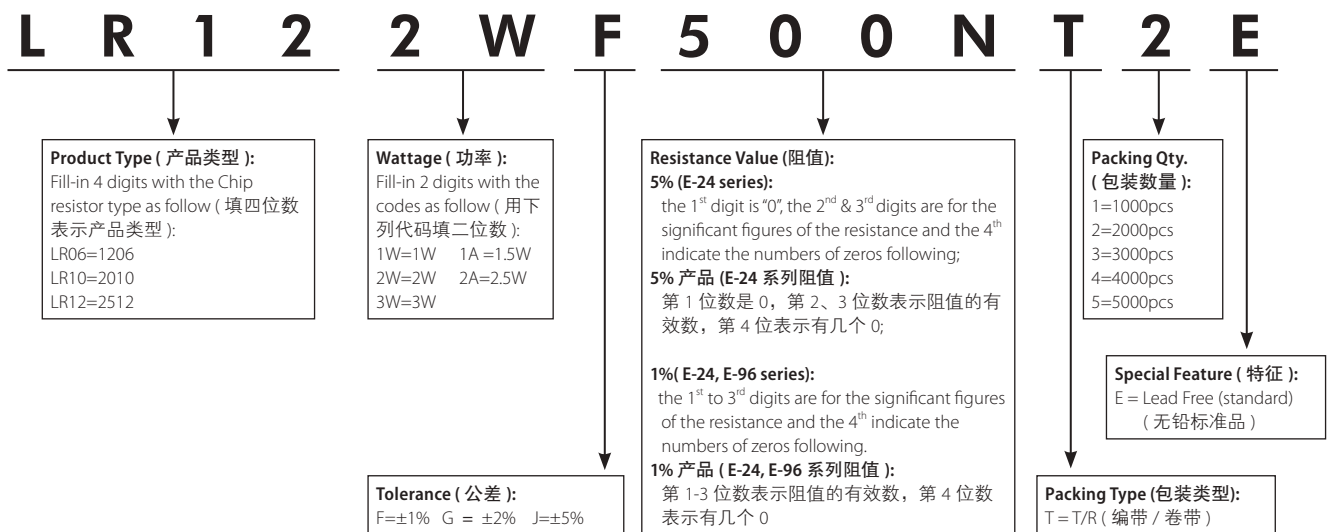 L R 1 2 2 W F 5 0 0 N T 2 E
Product Type ( 产品类型 ):
Fill-in 4 digits with the Chip
resistor type as follow ( 填四位数
表示产品类型 ):
LR06=1206
LR10=2010
LR12=2512
Wattage ( 功率 ):
Fill-in 2 digits with the
codes as follow ( 用下
列代码填二位数 ):
1W=1W 1A =1.5W
2W=2W 2A=2.5W
3W=3W
Tolerance ( 公差 ):
F=±1% G = ±2% J=±5%
Resistance Value (阻值):
5% (E-24 series):
the 1st digit is “0”, the 2nd & 3rd digits are for the
significant figures of the resistance and the 4th
indicate the numbers of zeros following;
5% 产品 (E-24 系列阻值 ):
第 1 位数是 0，第 2、3 位数表示阻值的有
效数，第 4 位表示有几个 0;
1%( E-24, E-96 series):
the 1st to 3rd digits are for the significant figures
of the resistance and the 4th indicate the
numbers of zeros following.
1% 产品 ( E-24, E-96 系列阻值 ):
第 1-3 位数表示阻值的有效数，第 4 位数
表示有几个 0
Packing Type (包装类型):
T = T/R ( 编带 / 卷带 )
Packing Qty.
( 包装数量 ):
1=1000pcs
2=2000pcs
3=3000pcs
4=4000pcs
5=5000pcs
Special Feature ( 特征 ):
E = Lead Free (standard)
( 无铅标准品 )